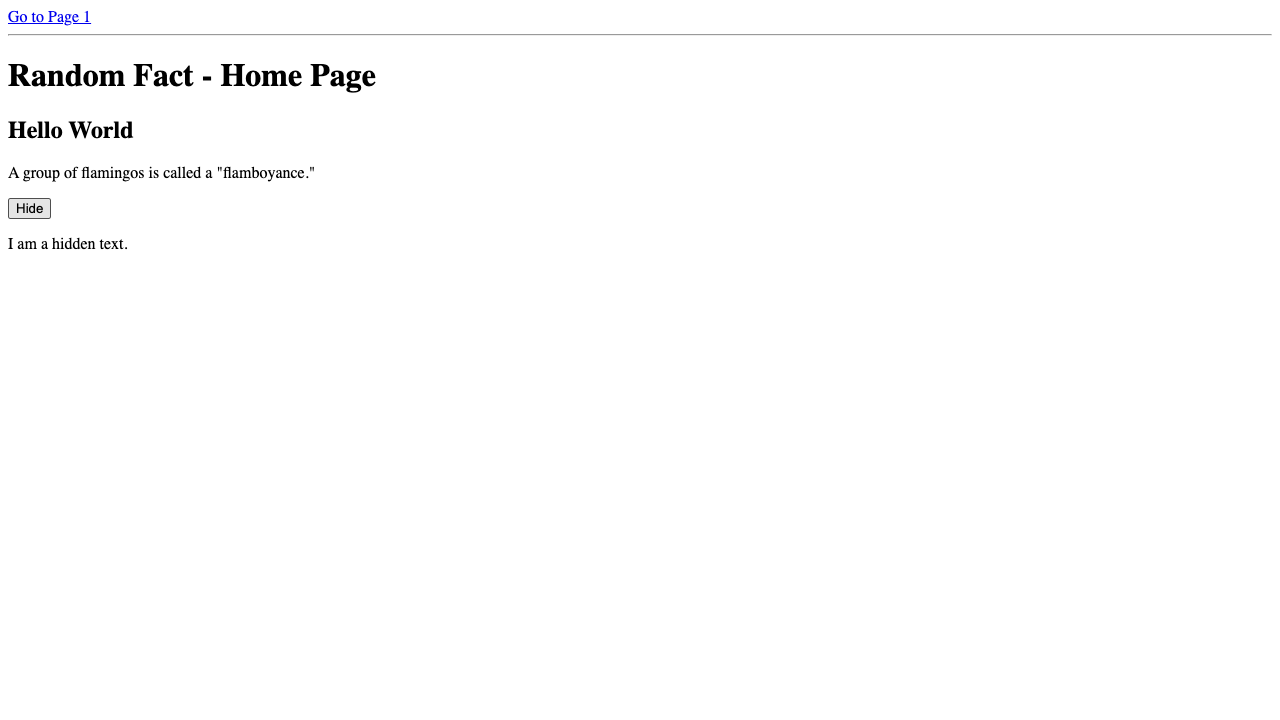 Go to Page 1
Random Fact - Home Page
Hello World
A group of flamingos is called a "flamboyance."
Hide
I am a hidden text.